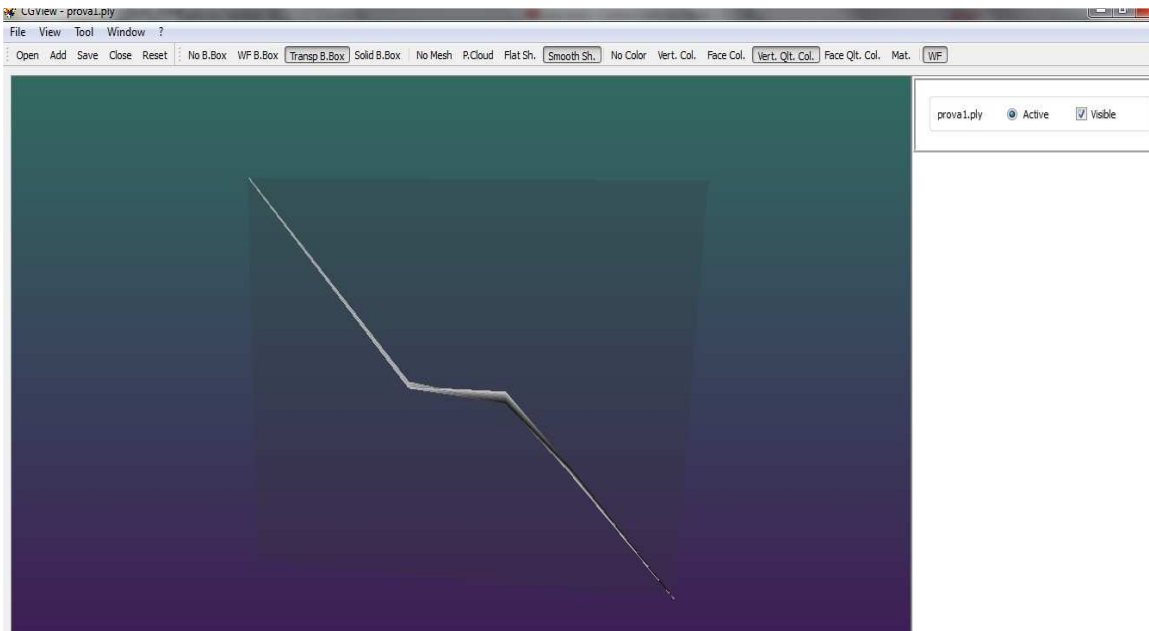 CGView - prova1.ply
File View Tool Window ?
Open Add Save Close Reset No B.Box WF B.Box Transp B.Box Solid B.Box No Mesh P.Cloud Flat Sh. Smooth Sh. No Color Vert. Col. Face Col. Vert. Qlt. Col. Face Qlt. Col. Mat. WF
prova1.ply Active Visible